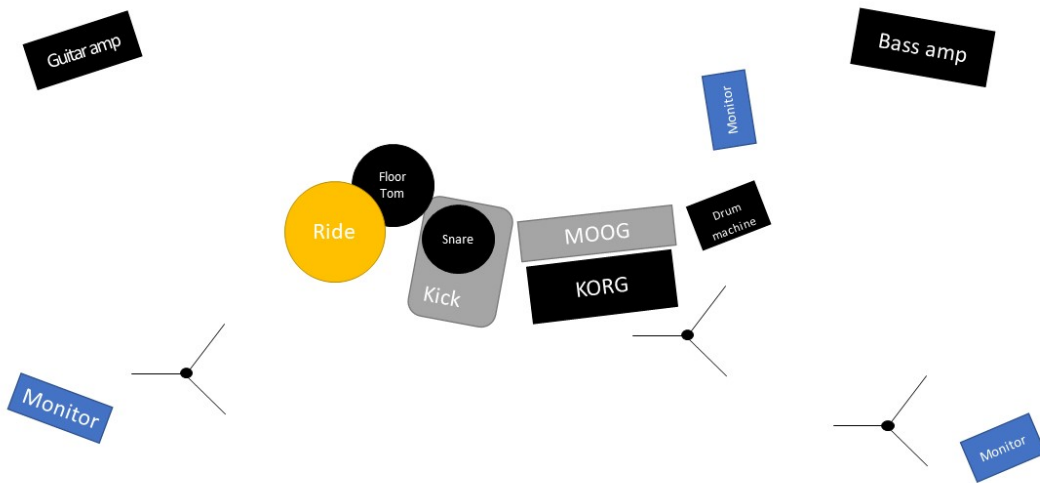 Guitar amp
Bass amp
Monitor
Floor
Tom
Ride
Snare
MOOG
Drum
machine
Kick
KORG
Monitor
Monitor